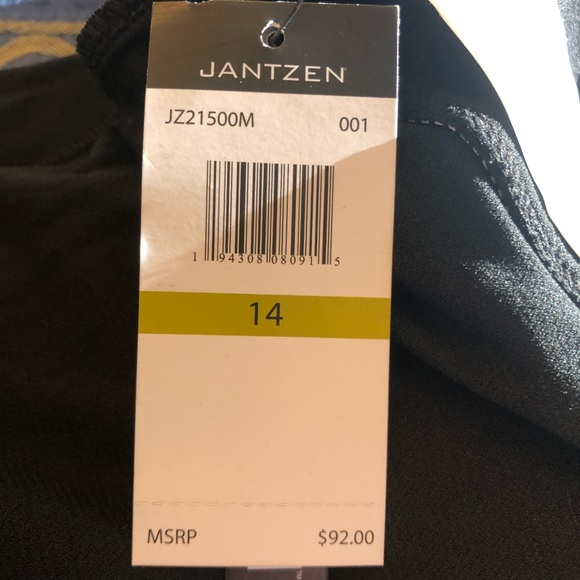 JANTZEN
JZ21500M 001
1 94308 08091 5
14
MSRP $92.00